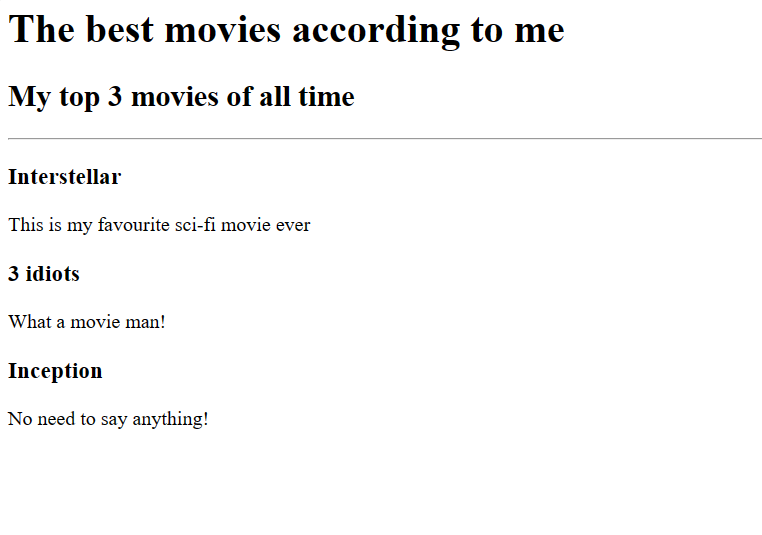 The best movies according to me
My top 3 movies of all time
Interstellar
This is my favourite sci-fi movie ever
3 idiots
What a movie man!
Inception
No need to say anything!